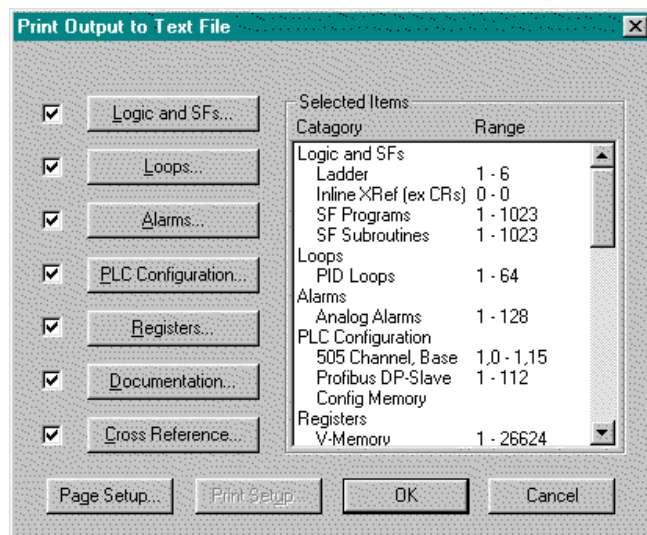 Print Output to Text File
Logic and SFs...
Loops...
Alarms...
PLC Configuration...
Registers...
Documentation...
Cross Reference...
Selected Items
Catagory Range
Logic and SFs
Ladder 1 - 6
Inline XRef (ex CRs) 0 - 0
SF Programs 1 - 1023
SF Subroutines 1 - 1023
Loops
PID Loops 1 - 64
Alarms
Analog Alarms 1 - 128
PLC Configuration
505 Channel, Base 1,0 - 1,15
Profibus DP-Slave 1 - 112
Config Memory
Registers
V-Memory 1 - 26624
Page Setup... Print Setup... OK Cancel